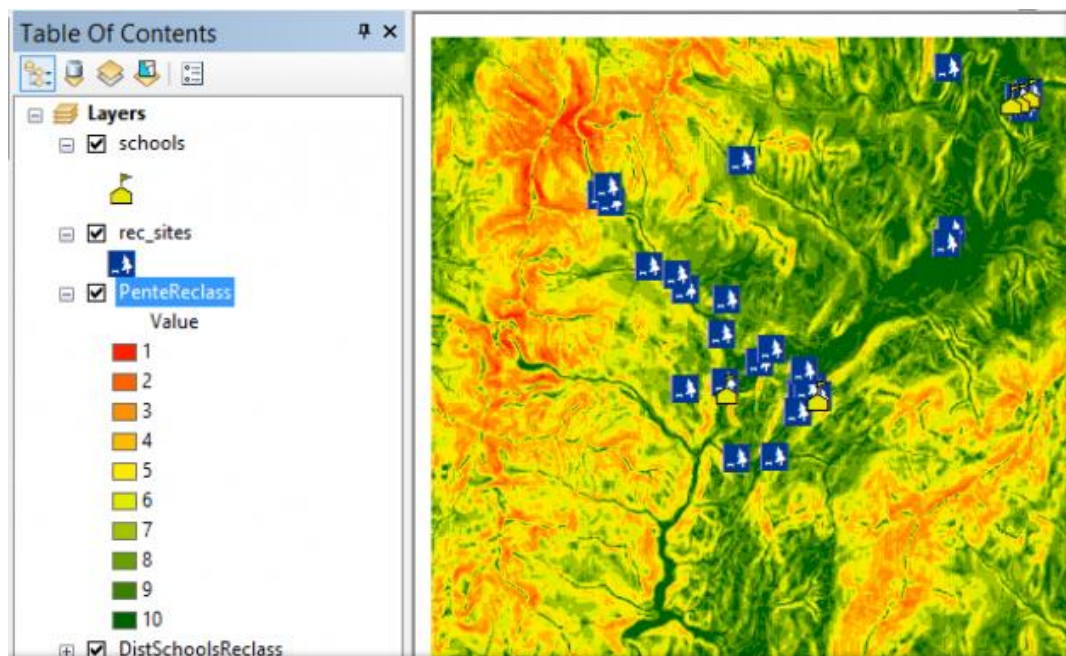 Table Of Contents
Layers
schools
rec_sites
PenteReclass
Value
1
2
3
4
5
6
7
8
9
10
DistSchoolsReclass